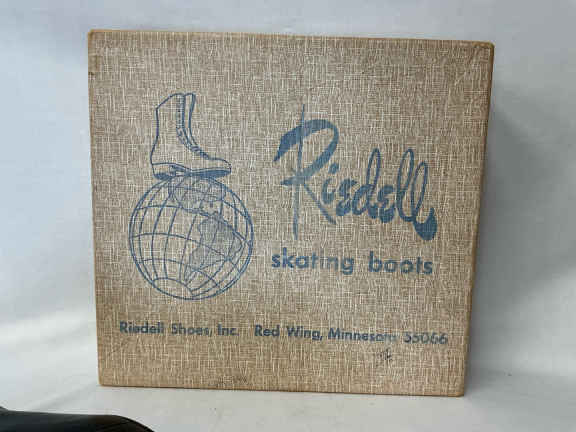 Riedell
skating boots
Riedell Shoes, Inc. Red Wing, Minnesota 55066